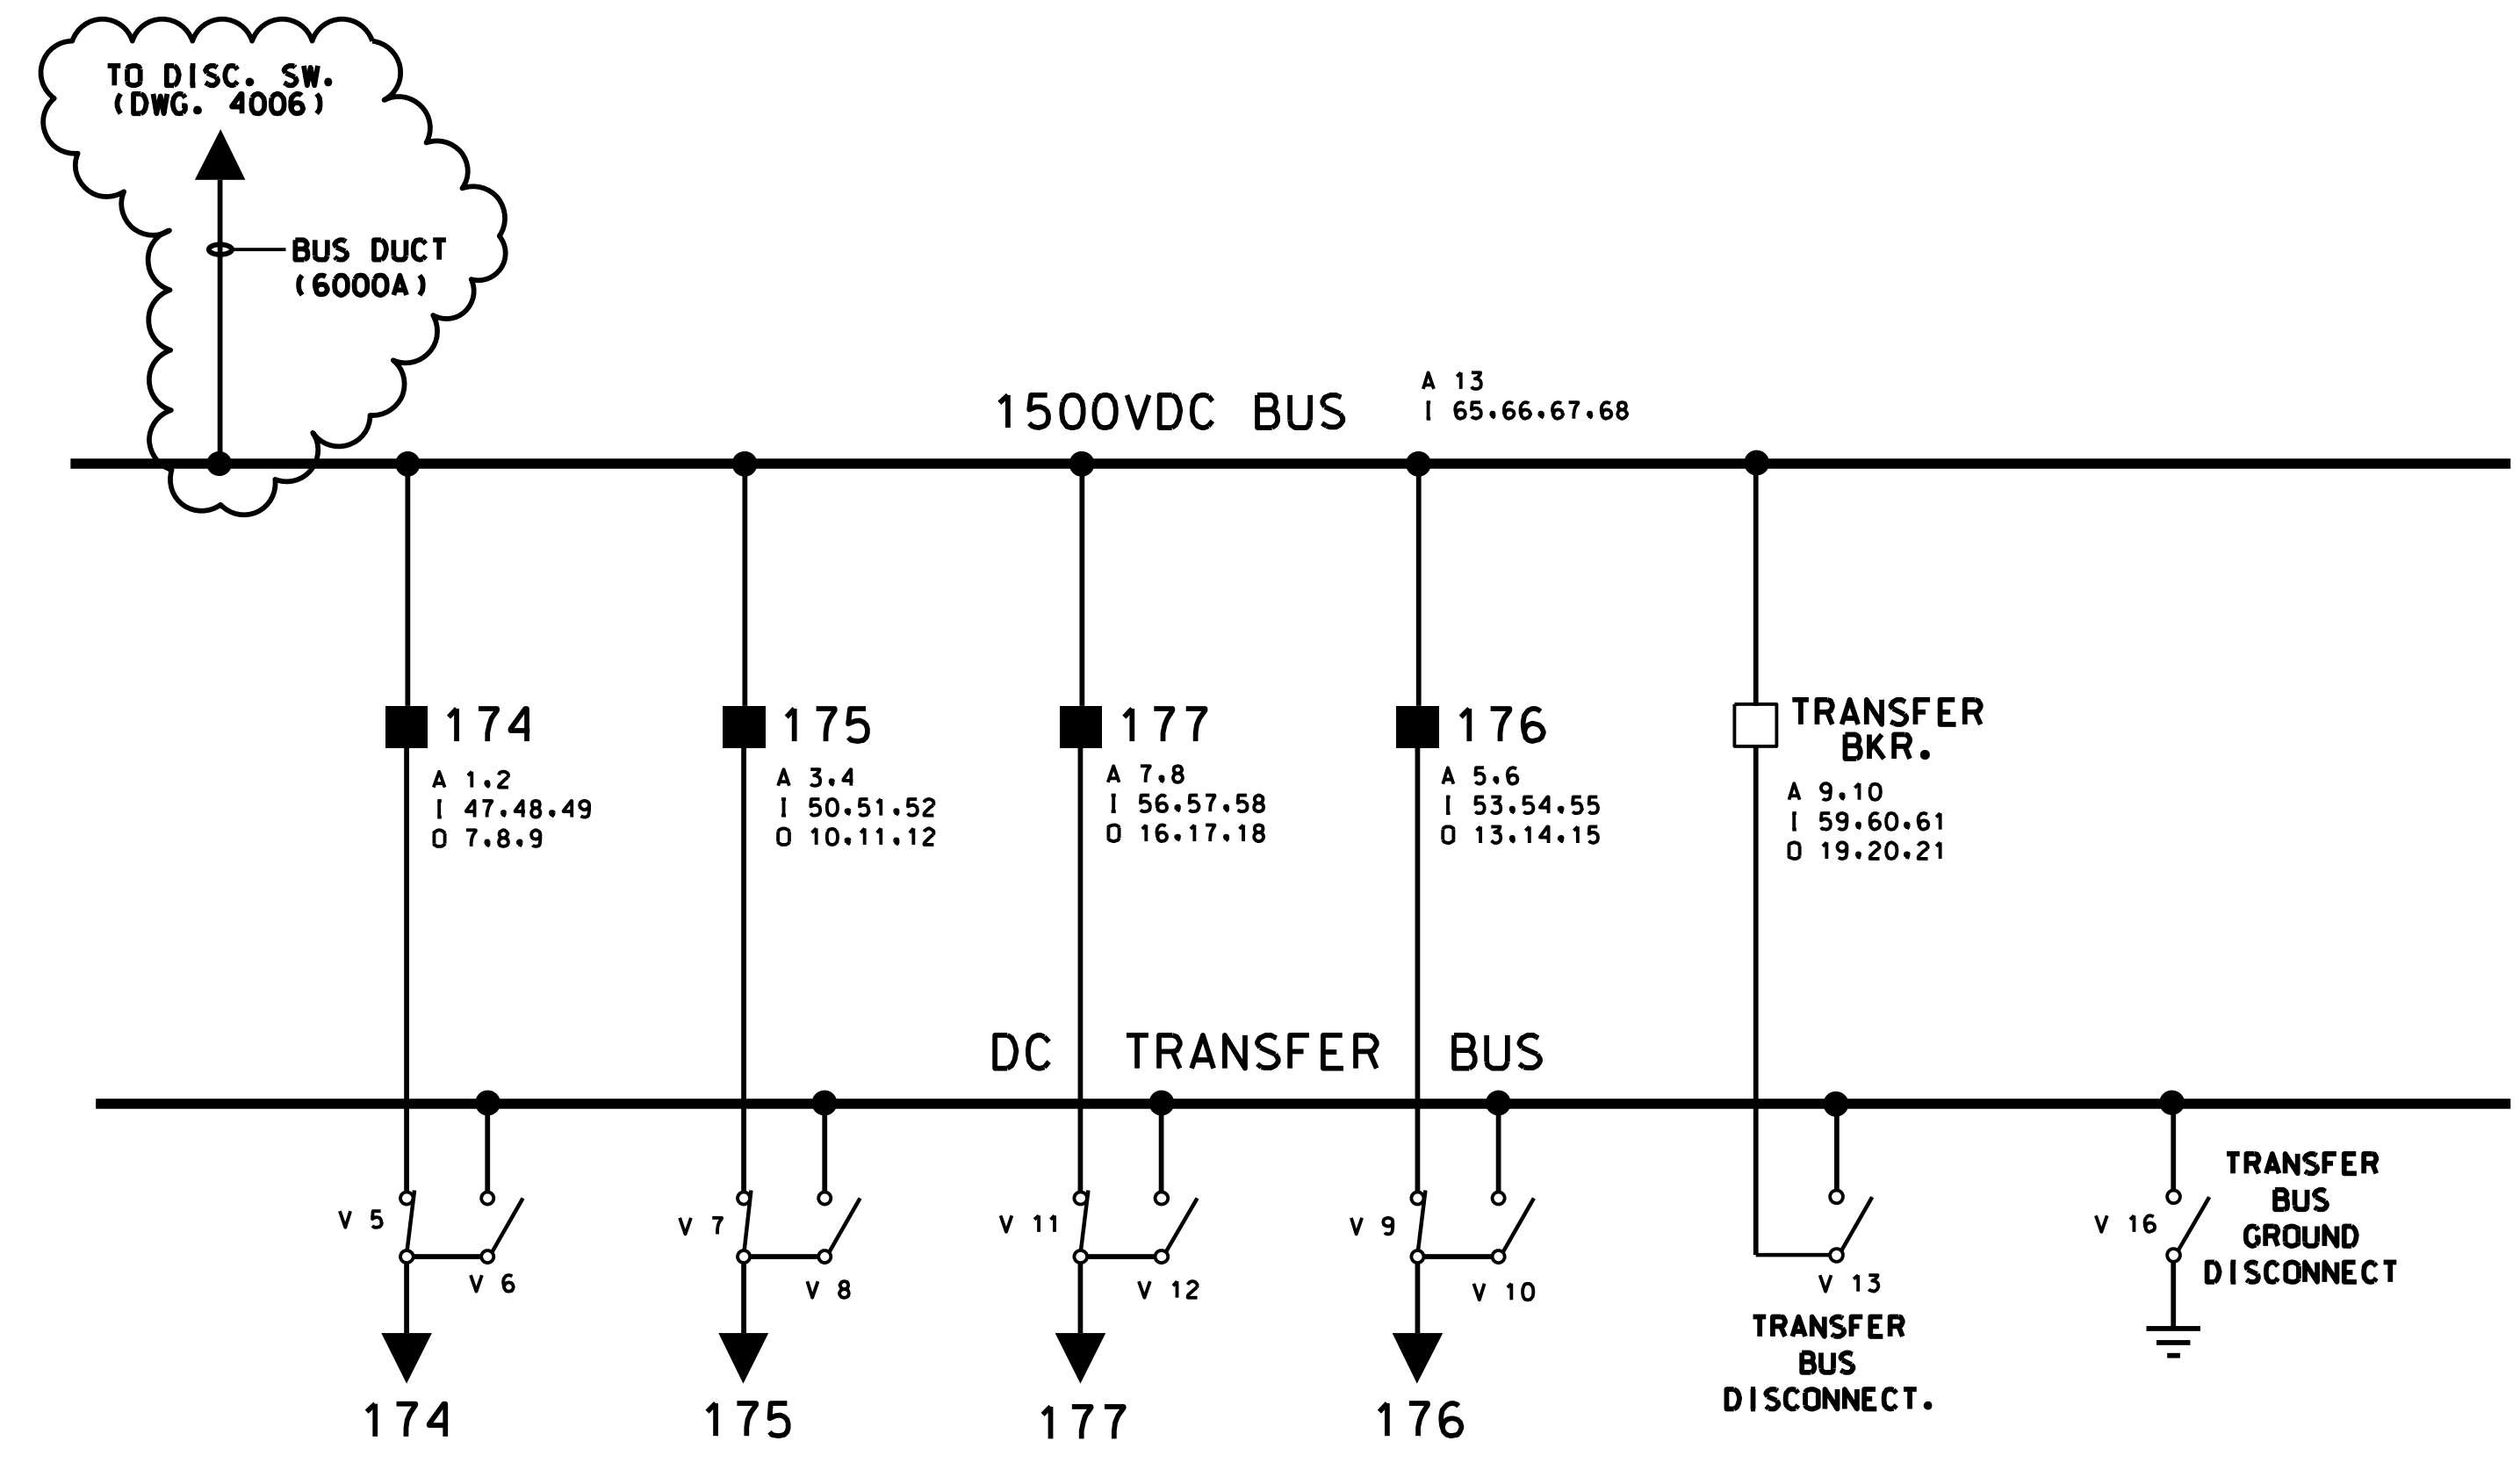 TO DISC. SW.
(DWG. 4006)
BUS DUCT
(6000A)
1500VDC BUS
A 13
I 65.66.67.68
174
A 1.2
I 47.48.49
O 7.8.9
175
A 3.4
I 50.51.52
O 10.11.12
177
A 7.8
I 56.57.58
O 16.17.18
176
A 5.6
I 53.54.55
O 13.14.15
TRANSFER
BKR.
A 9.10
I 59.60.61
O 19.20.21
DC TRANSFER BUS
V 5
V 6
V 7
V 8
V 11
V 12
V 9
V 10
V 13
TRANSFER
BUS
DISCONNECT.
V 16
TRANSFER
BUS
GROUND
DISCONNECT
174
175
177
176